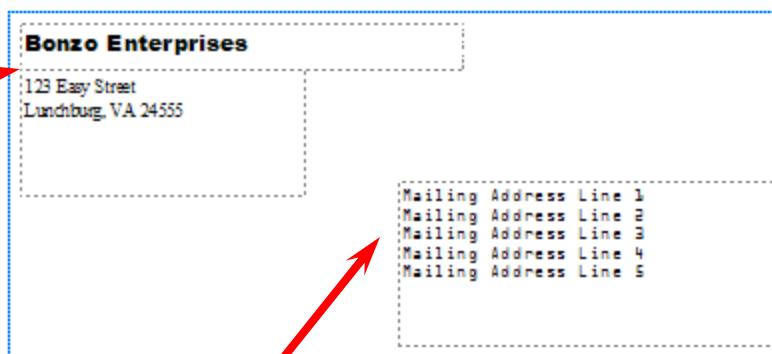 Bonzo Enterprises
123 Easy Street
Lunchburg, VA 24555
Mailing Address Line 1
Mailing Address Line 2
Mailing Address Line 3
Mailing Address Line 4
Mailing Address Line 5